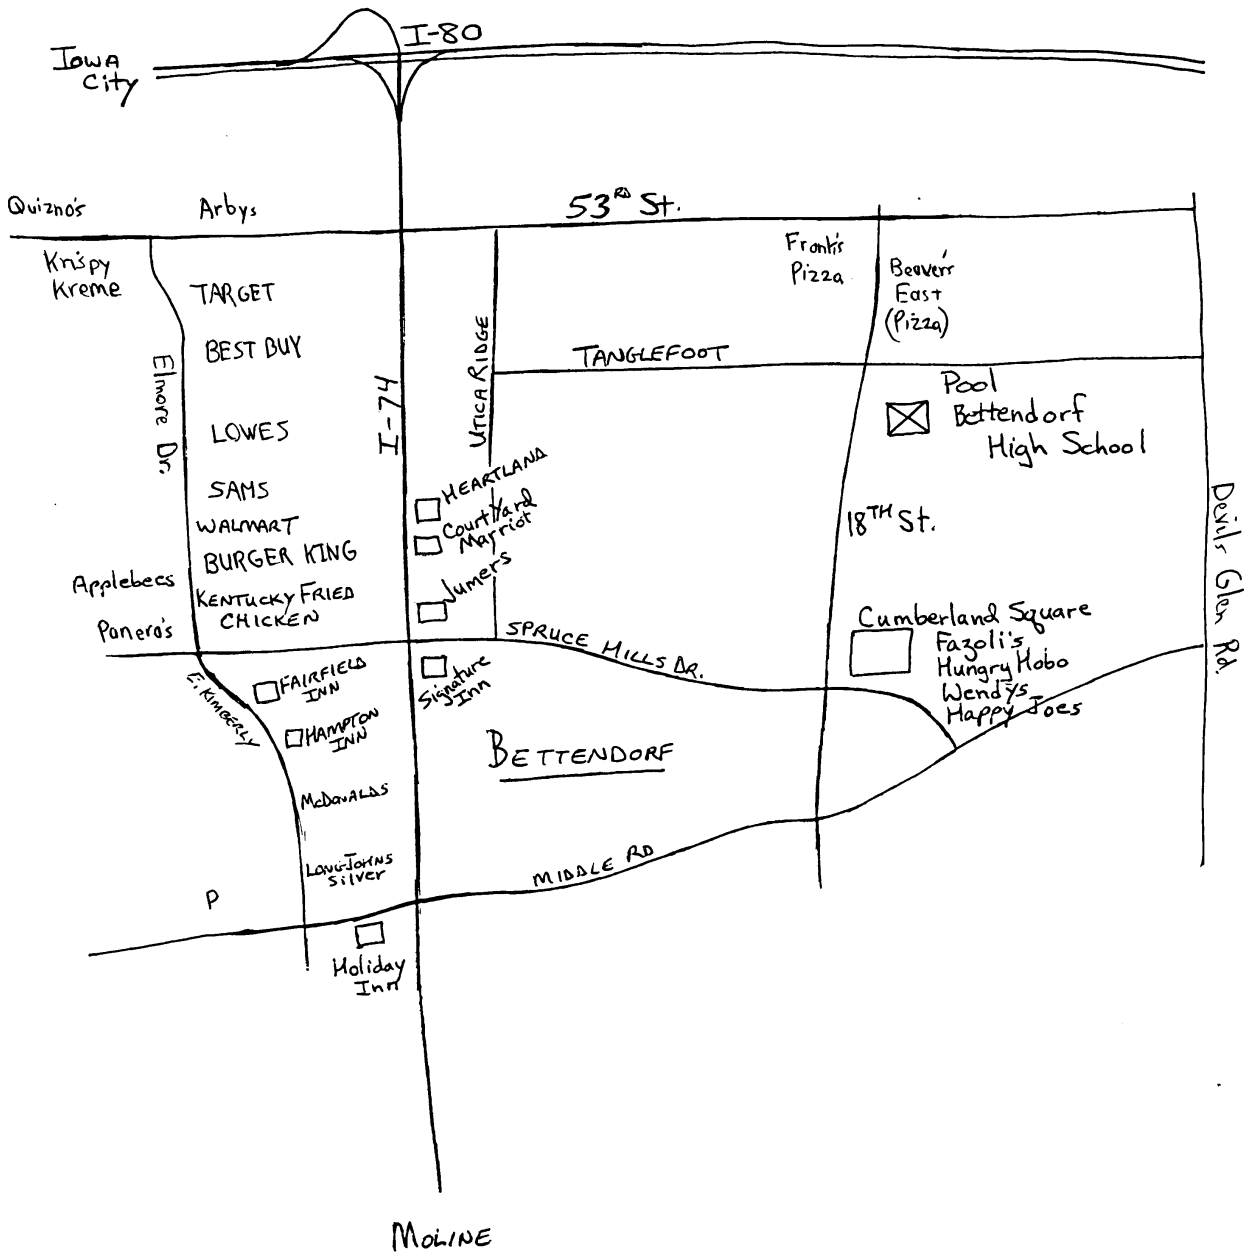 I-80
Iowa
City
Quizno's
Arbys
53RD St.
Krispy
Kreme
TARGET
BEST BUY
Elmore Dr.
LOWES
SAMS
WALMART
BURGER KING
Applebees
KENTUCKY FRIED
CHICKEN
Panera's
I-74
UTICA RIDGE
TANGLEFOOT
Front's
Pizza
Beaver's
East
(Pizza)
Pool
Bettendorf
High School
HEARTLAND
CourtYard
Marriot
Jumers
18TH St.
Devils Glen Rd.
Cumberland Square
Fazoli's
Hungry Hobo
Wendys
Happy Joes
SPRUCE HILLS DR.
E. KIMBERLY
FAIRFIELD
INN
Signature
Inn
HAMPTON
INN
BETTENDORF
McDONALDS
LONG JOHNS
Silver
MIDDLE RD
P
Holiday
Inn
MOLINE